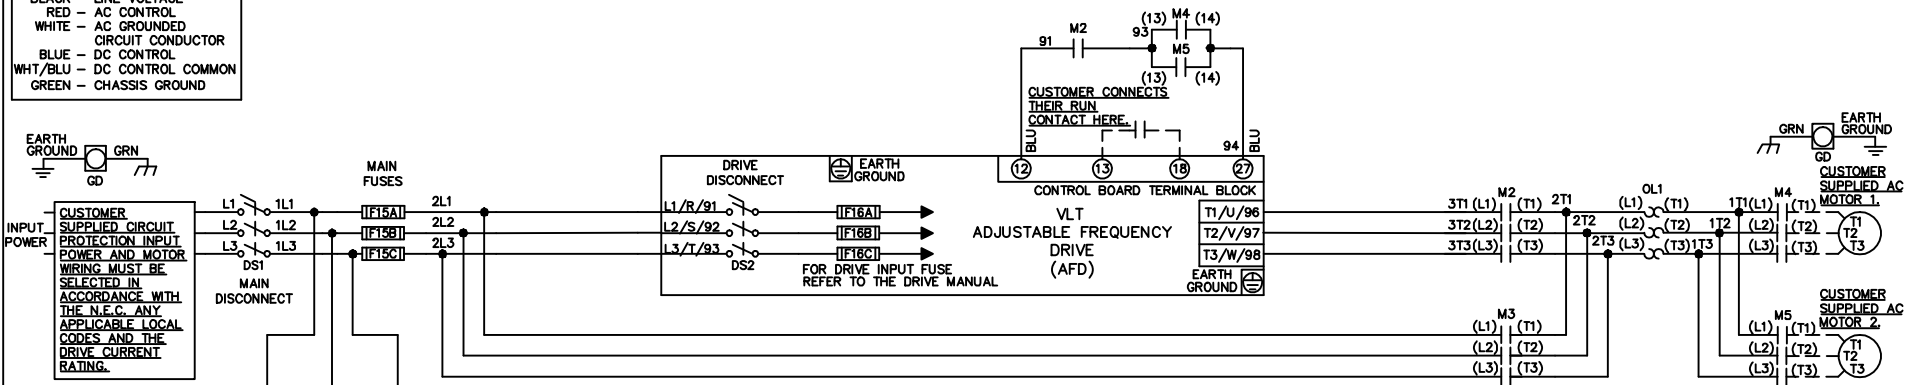 RED – AC CONTROL
WHITE – AC GROUNDED
CIRCUIT CONDUCTOR
BLUE – DC CONTROL
WHT/BLU – DC CONTROL COMMON
GREEN – CHASSIS GROUND
91
M2
93
(13) M4 (14)
M5
(13) (14)
CUSTOMER CONNECTS
THEIR RUN
CONTACT HERE.
BLU
94
BLU
12
13
18
27
CONTROL BOARD TERMINAL BLOCK
EARTH
GROUND
GRN
GD
MAIN
FUSES
DRIVE
DISCONNECT
EARTH
GROUND
GRN
EARTH
GROUND
GD
INPUT
POWER
CUSTOMER
SUPPLIED CIRCUIT
PROTECTION INPUT
POWER AND MOTOR
WIRING MUST BE
SELECTED IN
ACCORDANCE WITH
THE N.E.C. ANY
APPLICABLE LOCAL
CODES AND THE
DRIVE CURRENT
RATING.
L1 1L1
L2 1L2
L3 1L3
DS1
MAIN
DISCONNECT
F15A
F15B
F15C
2L1
2L2
2L3
L1/R/91
L2/S/92
L3/T/93
DS2
F16A
F16B
F16C
FOR DRIVE INPUT FUSE
REFER TO THE DRIVE MANUAL
VLT
ADJUSTABLE FREQUENCY
DRIVE
(AFD)
T1/U/96
T2/V/97
T3/W/98
EARTH
GROUND
M2
3T1 (L1) (T1) 2T1
3T2 (L2) (T2) 2T2
3T3 (L3) (T3) 2T3
OL1
(L1) (T1) 1T1
(L2) (T2) 1T2
(L3) (T3) 1T3
M4
(L1) (T1)
(L2) (T2)
(L3) (T3)
CUSTOMER
SUPPLIED AC
MOTOR 1.
T1
T2
T3
M3
(L1) (T1)
(L2) (T2)
(L3) (T3)
M5
(L1) (T1)
(L2) (T2)
(L3) (T3)
CUSTOMER
SUPPLIED AC
MOTOR 2.
T1
T2
T3